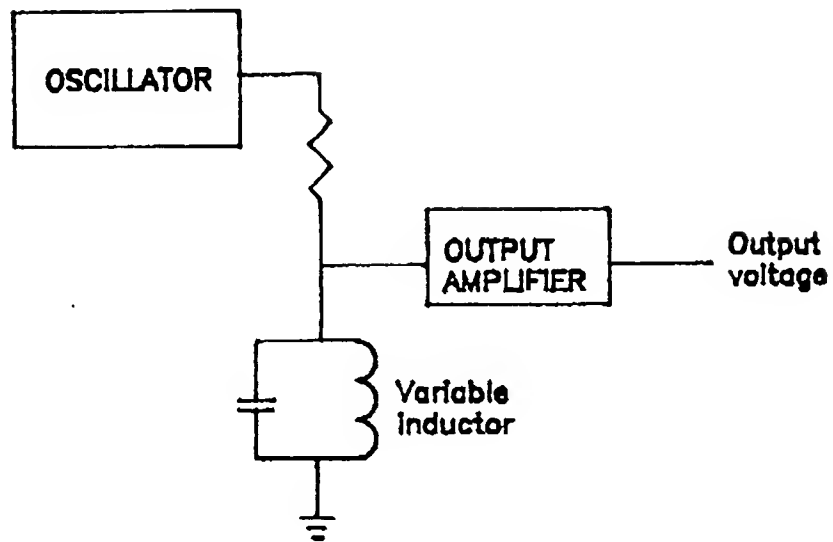 OSCILLATOR
OUTPUT
AMPLIFIER
Output
voltage
Variable
inductor